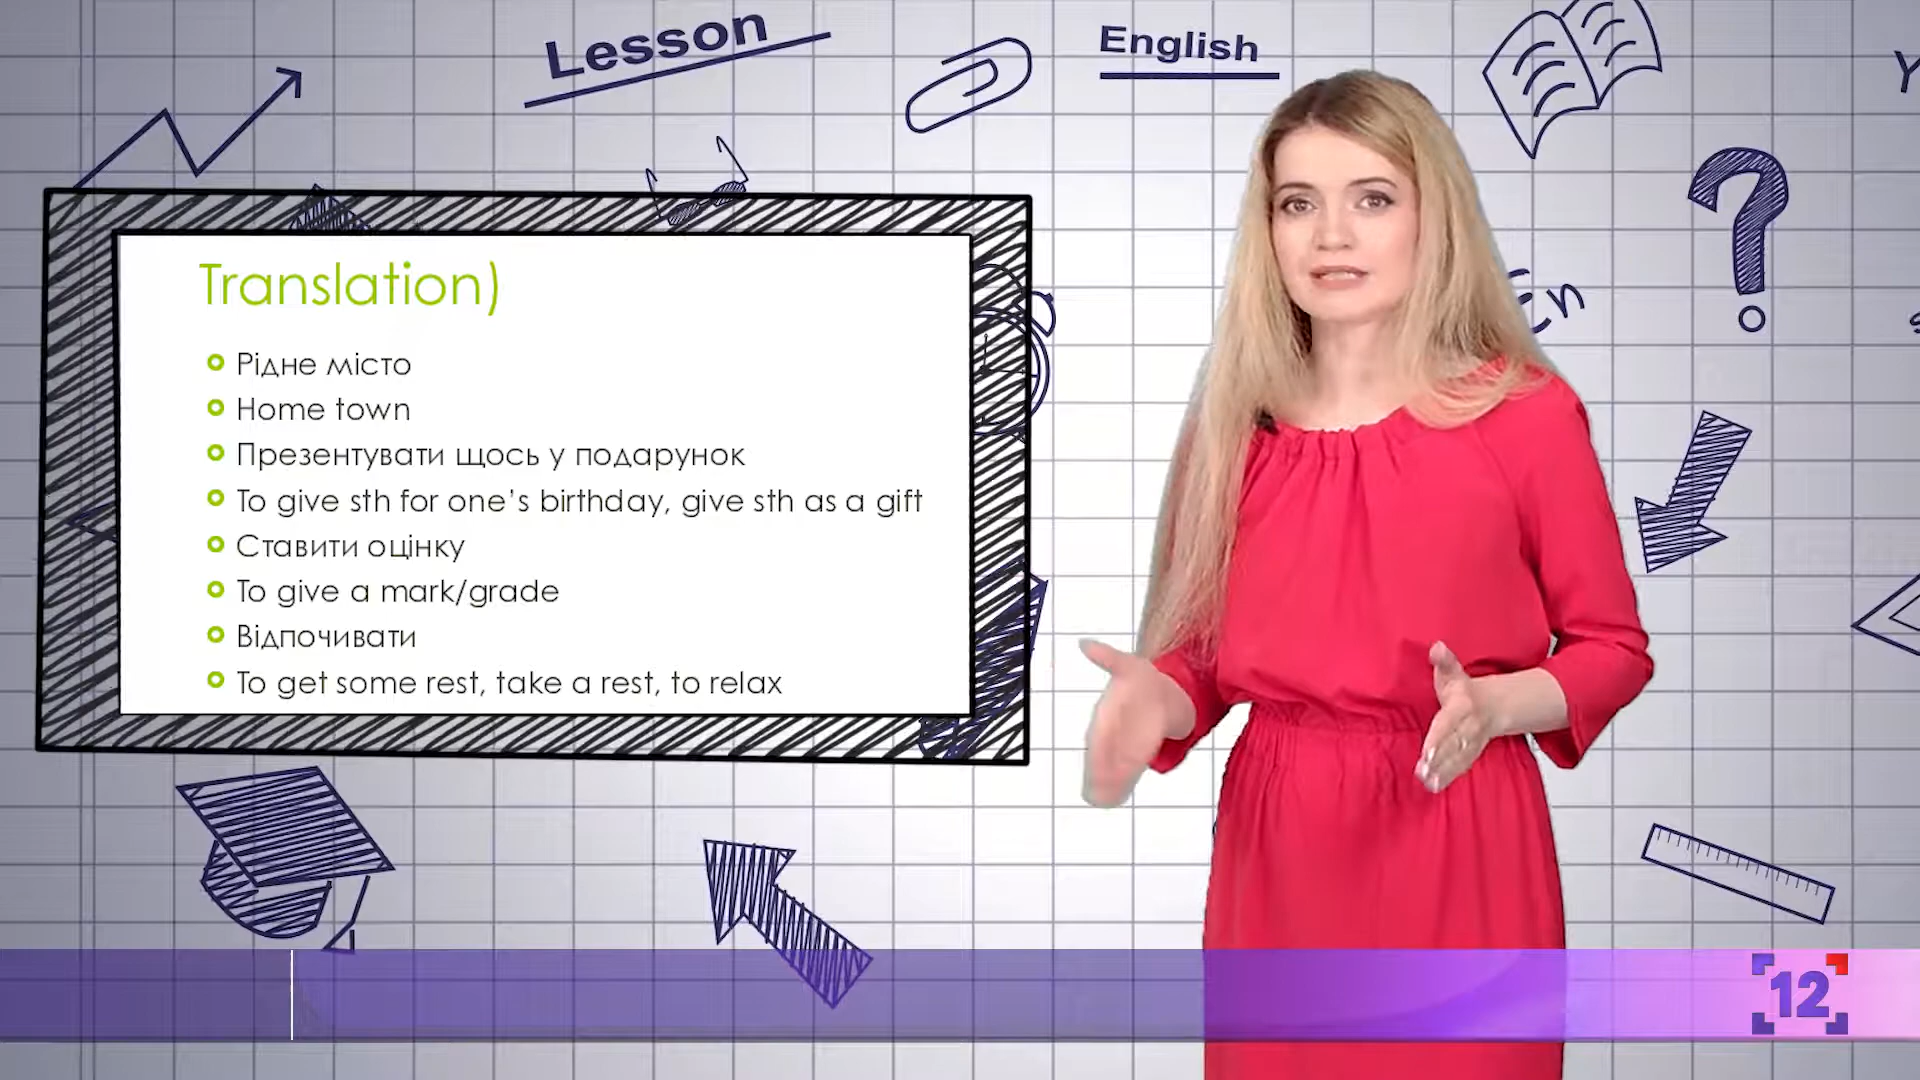 Lesson
English
En
Translation)
Рідне місто
Home town
Презентувати щось у подарунок
To give sth for one’s birthday, give sth as a gift
Ставити оцінку
To give a mark/grade
Відпочивати
To get some rest, take a rest, to relax
12